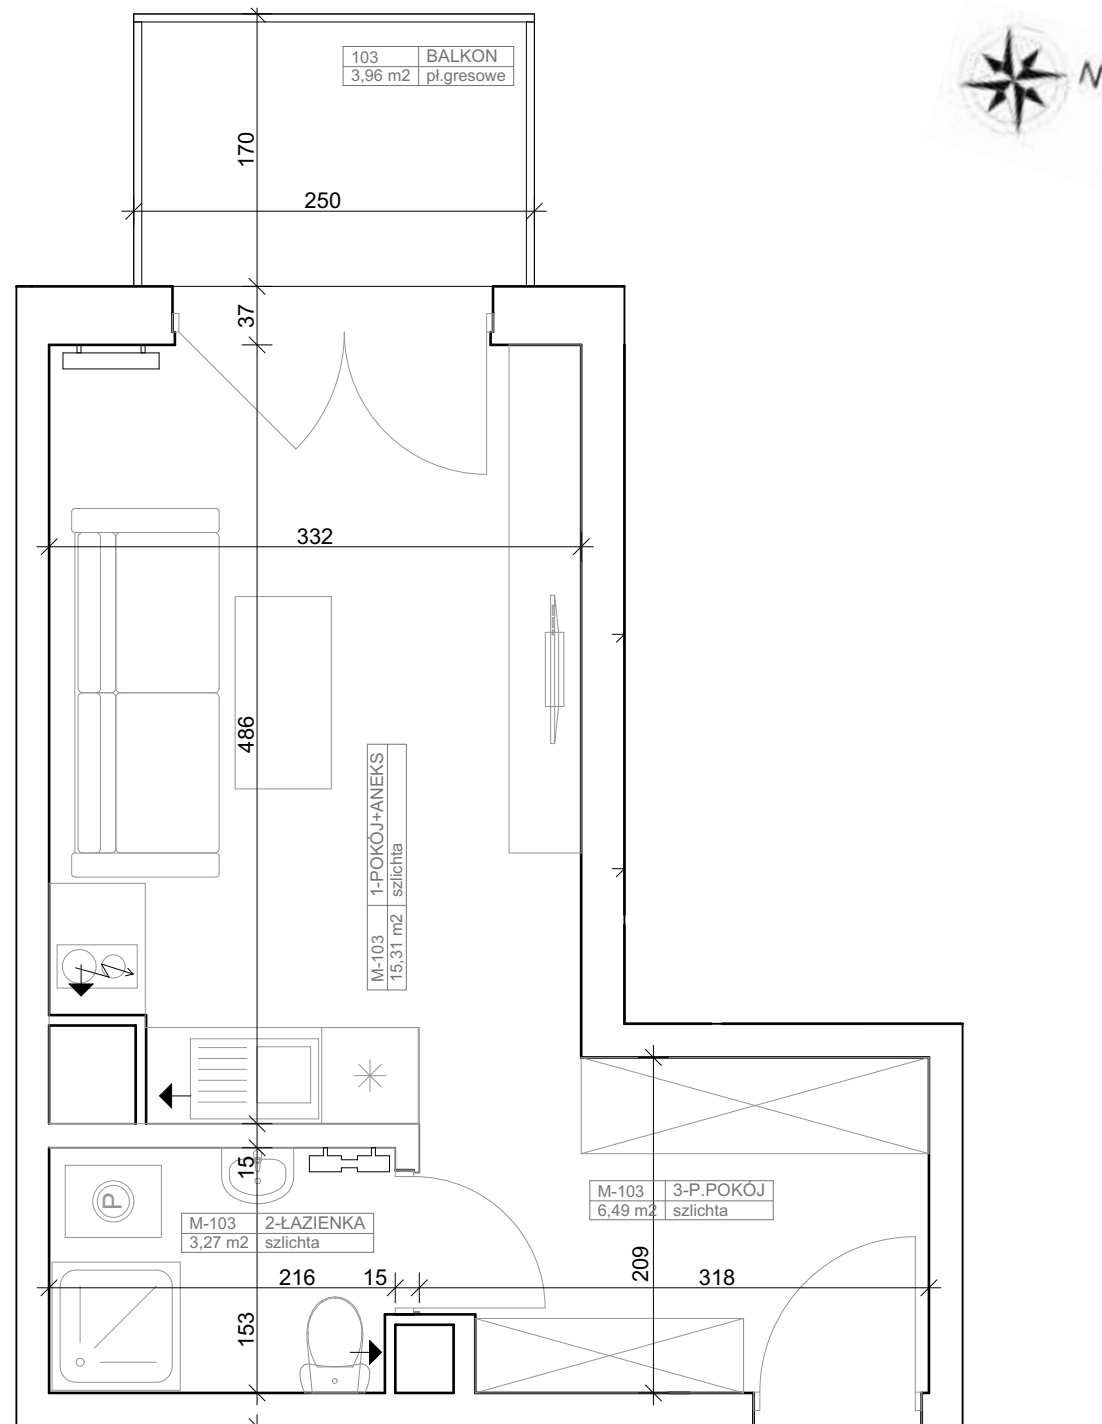 103 BALKON
3,96 m2 pł.gresowe
N
170
250
37
332
486
M-103 1-POKÓJ+ANEKS
15,31 m2 szlichta
15
P
M-103 2-ŁAZIENKA
3,27 m2 szlichta
M-103 3-P.POKÓJ
6,49 m2 szlichta
209
216
15
318
153